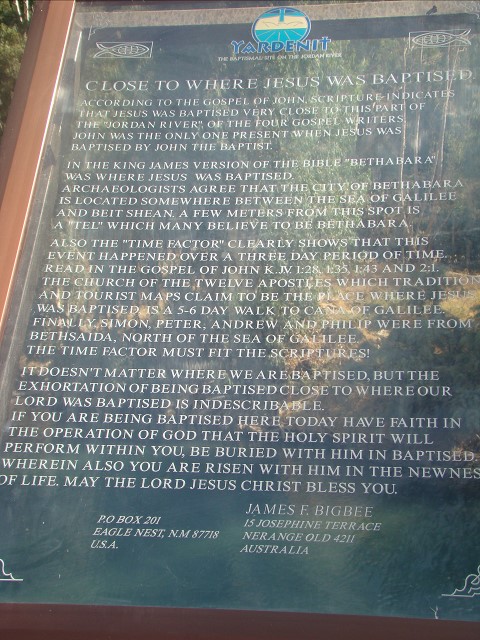 YARDENIT
THE BAPTISMAL SITE ON THE JORDAN RIVER
CLOSE TO WHERE JESUS WAS BAPTISED
ACCORDING TO THE GOSPEL OF JOHN, SCRIPTURE INDICATES
THAT JESUS WAS BAPTISED VERY CLOSE TO THIS PART OF
THE "JORDAN RIVER", OF THE FOUR GOSPEL WRITERS,
JOHN WAS THE ONLY ONE PRESENT WHEN JESUS WAS
BAPTISED BY JOHN THE BAPTIST.
IN THE KING JAMES VERSION OF THE BIBLE "BETHABARA"
WAS WHERE JESUS WAS BAPTISED.
ARCHAEOLOGISTS AGREE THAT THE CITY OF BETHABARA
IS LOCATED SOMEWHERE BETWEEN THE SEA OF GALILEE
AND BEIT SHEAN. A FEW METERS FROM THIS SPOT IS
A "TEL" WHICH MANY BELIEVE TO BE BETHABARA.
ALSO THE "TIME FACTOR" CLEARLY SHOWS THAT THIS
EVENT HAPPENED OVER A THREE DAY PERIOD OF TIME.
READ IN THE GOSPEL OF JOHN K.J.V. 1:28, 1:35, 1:43 AND 2:1.
THE CHURCH OF THE TWELVE APOSTLES WHICH TRADITION
AND TOURIST MAPS CLAIM TO BE THE PLACE WHERE JESUS
WAS BAPTISED, IS A 5-6 DAY WALK TO CANA OF GALILEE.
FINALLY, SIMON, PETER, ANDREW AND PHILIP WERE FROM
BETHSAIDA, NORTH OF THE SEA OF GALILEE.
THE TIME FACTOR MUST FIT THE SCRIPTURES!
IT DOESN'T MATTER WHERE WE ARE BAPTISED, BUT THE
EXHORTATION OF BEING BAPTISED CLOSE TO WHERE OUR
LORD WAS BAPTISED IS INDESCRIBABLE.
IF YOU ARE BEING BAPTISED HERE TODAY HAVE FAITH IN
THE OPERATION OF GOD THAT THE HOLY SPIRIT WILL
PERFORM WITHIN YOU, BE BURIED WITH HIM IN BAPTISED.
WHEREIN ALSO YOU ARE RISEN WITH HIM IN THE NEWNES
OF LIFE. MAY THE LORD JESUS CHRIST BLESS YOU.
JAMES F. BIGBEE
P.O BOX 201
EAGLE NEST, N.M 87718
U.S.A.
15 JOSEPHINE TERRACE
NERANGE OLD 4211
AUSTRALIA